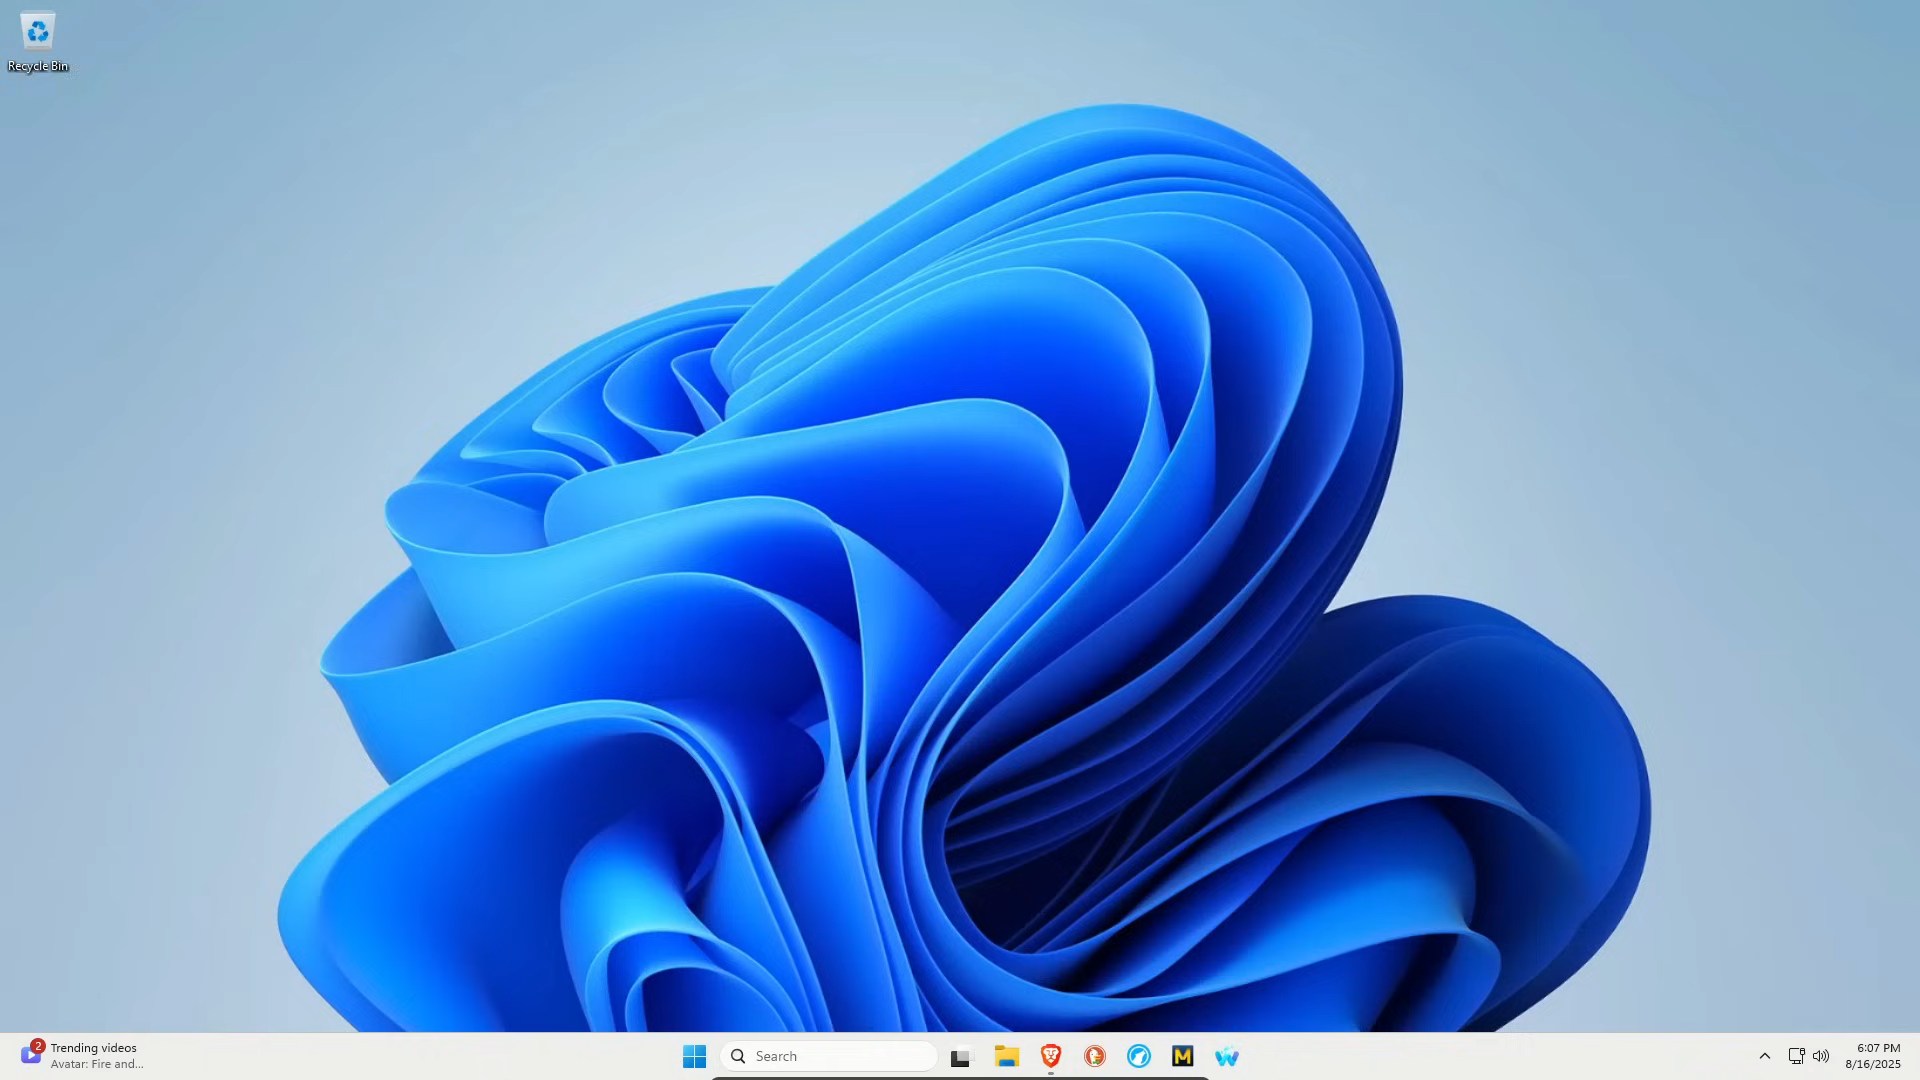 Recycle Bin
2
Trending videos
Avatar: Fire and...
Search
6:07 PM
8/16/2025